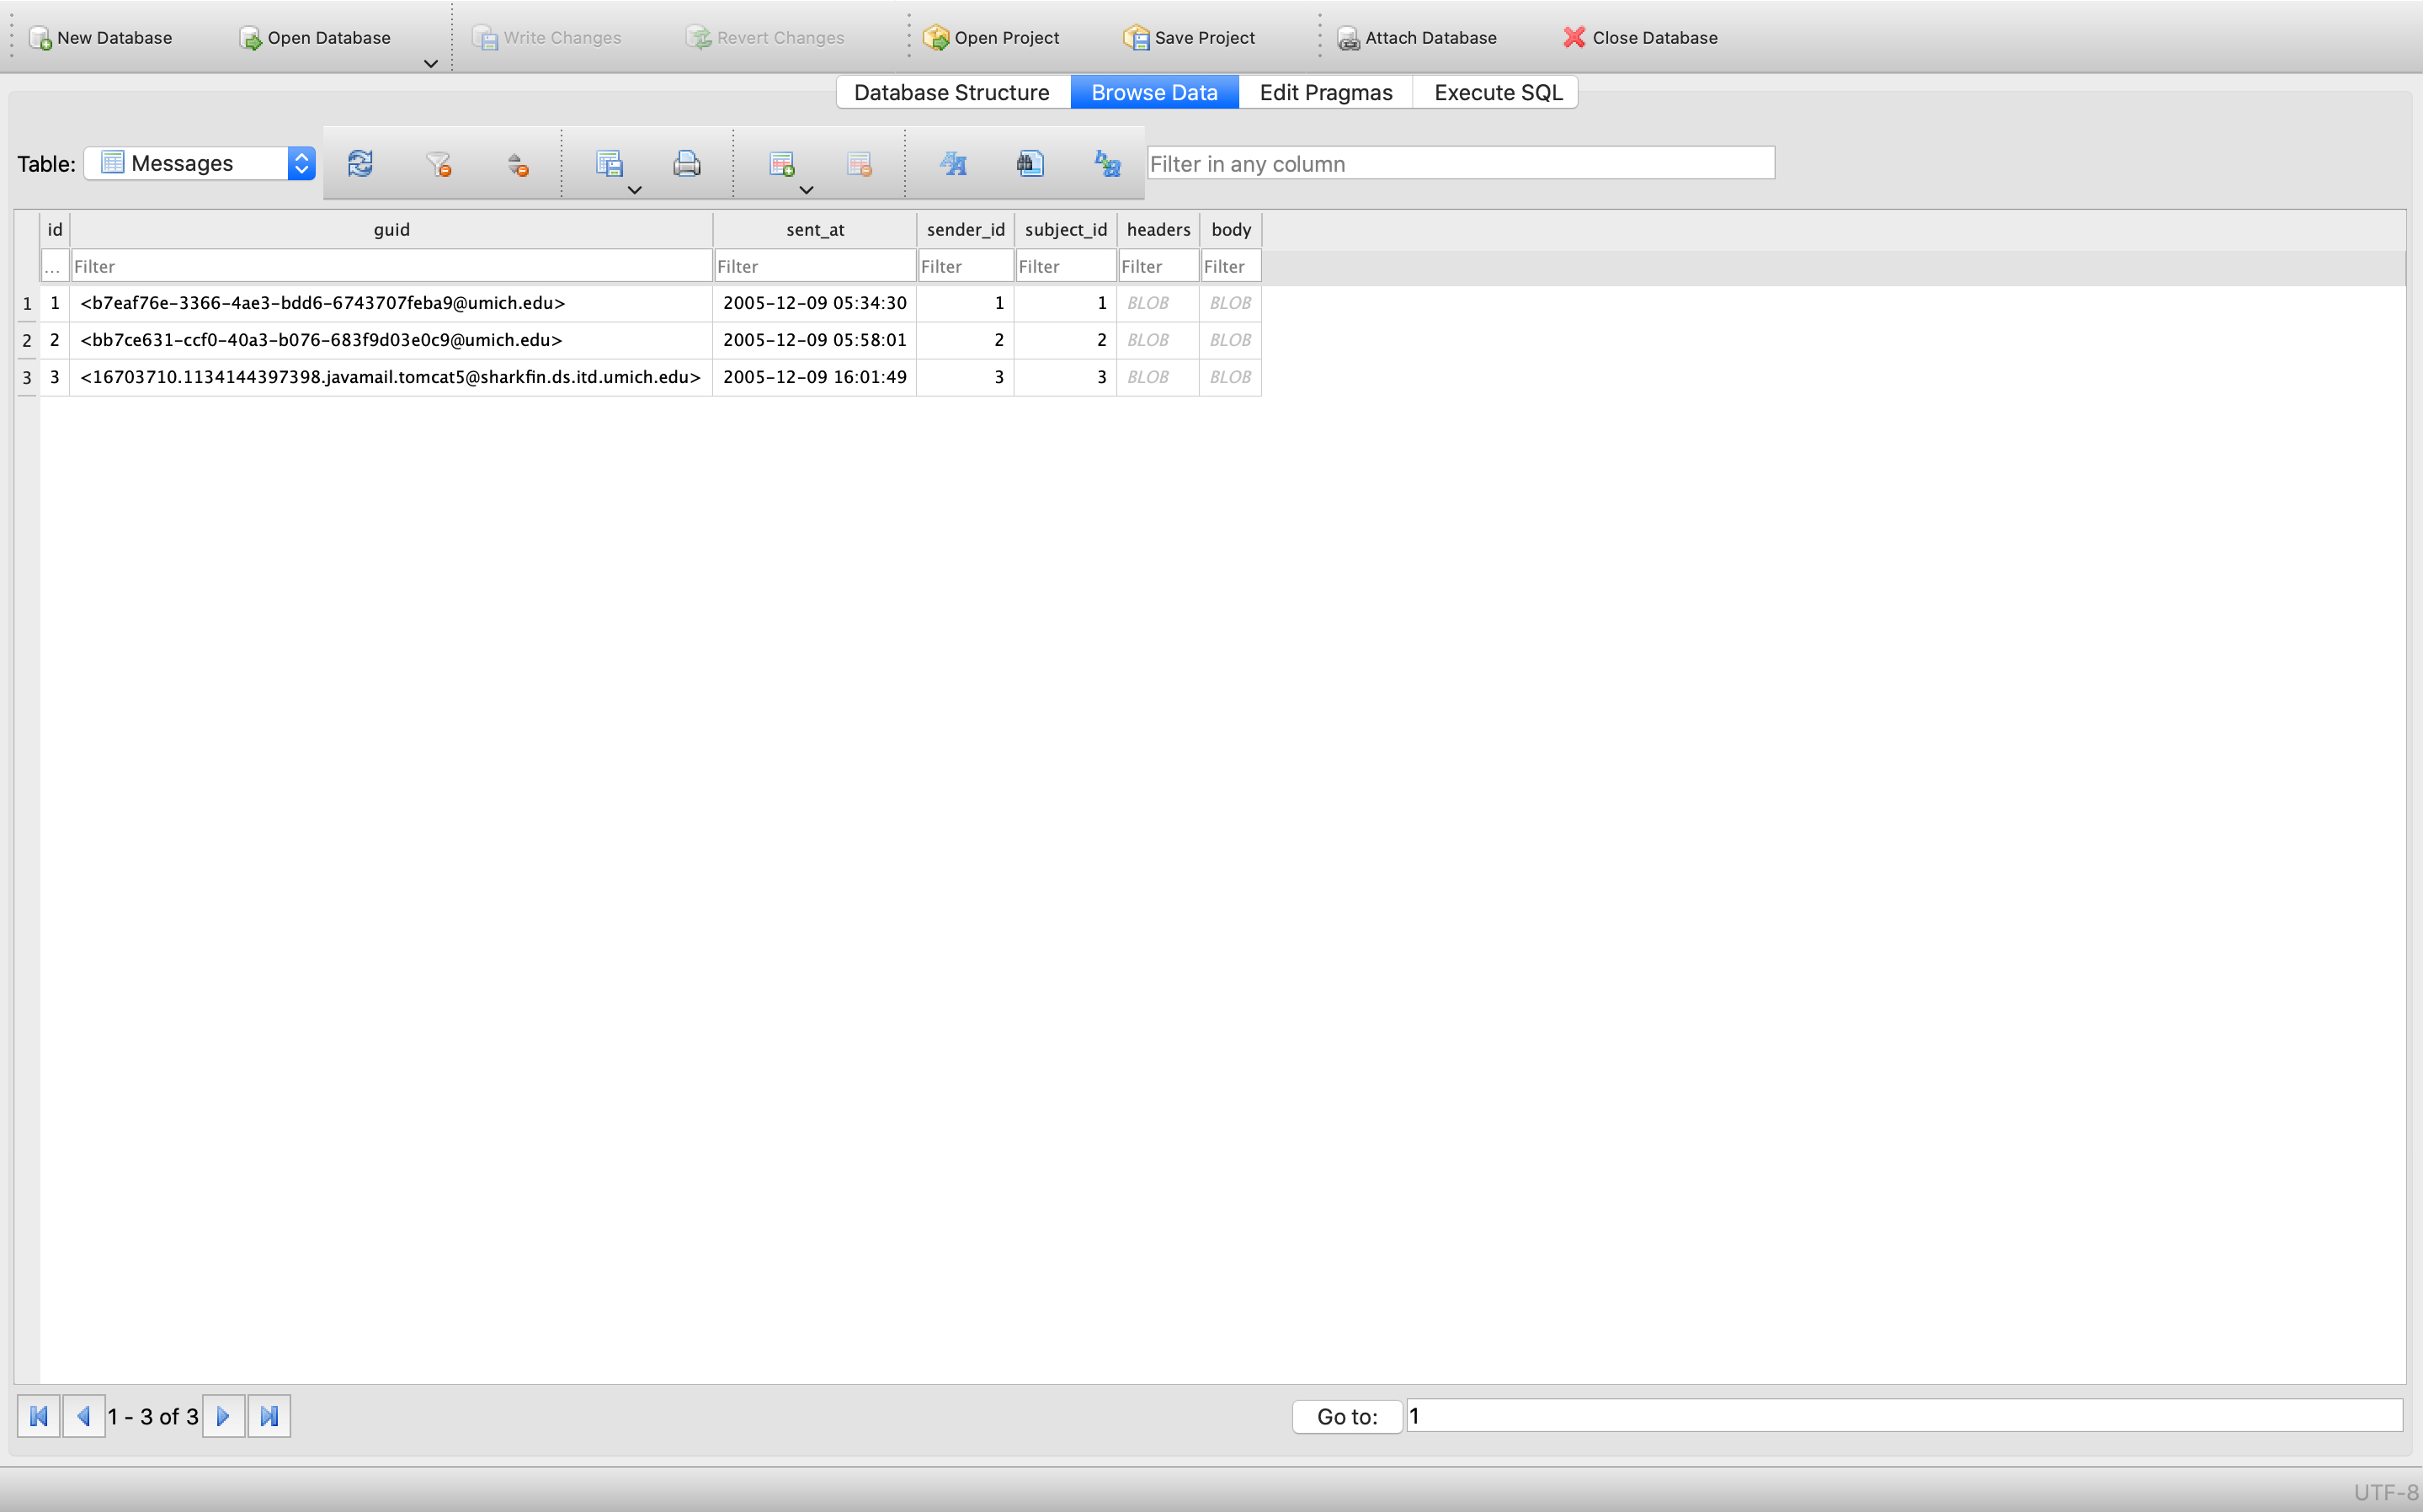 New Database Open Database Write Changes Revert Changes Open Project Save Project Attach Database Close Database
Database Structure Browse Data Edit Pragmas Execute SQL
Table: Messages Filter in any column
id guid sent_at sender_id subject_id headers body
... Filter Filter Filter Filter Filter Filter
1 1 <b7eaf76e-3366-4ae3-bdd6-6743707feba9@umich.edu> 2005-12-09 05:34:30 1 1 BLOB BLOB
2 2 <bb7ce631-ccf0-40a3-b076-683f9d03e0c9@umich.edu> 2005-12-09 05:58:01 2 2 BLOB BLOB
3 3 <16703710.1134144397398.javamail.tomcat5@sharkfin.ds.itd.umich.edu> 2005-12-09 16:01:49 3 3 BLOB BLOB
1 - 3 of 3 Go to: 1
UTF-8